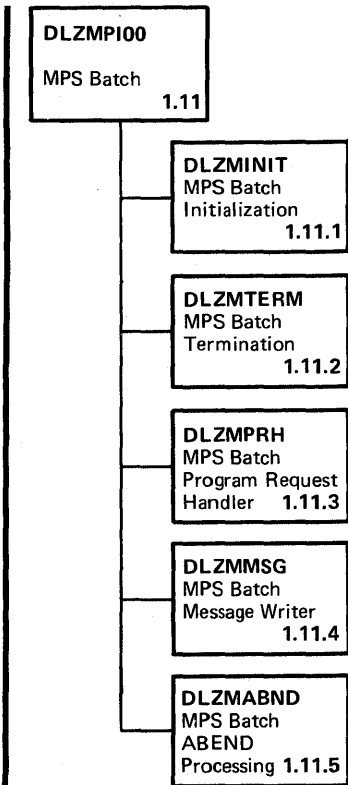 DLZMPI00
MPS Batch
1.11
DLZMINIT
MPS Batch
Initialization
1.11.1
DLZMTERM
MPS Batch
Termination
1.11.2
DLZMPRH
MPS Batch
Program Request
Handler 1.11.3
DLZMMSG
MPS Batch
Message Writer
1.11.4
DLZMABND
MPS Batch
ABEND
Processing 1.11.5